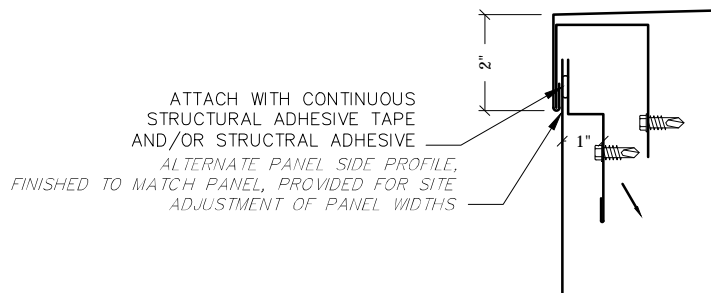 2"
ATTACH WITH CONTINUOUS
STRUCTURAL ADHESIVE TAPE
AND/OR STRUCTRAL ADHESIVE
1"
ALTERNATE PANEL SIDE PROFILE,
FINISHED TO MATCH PANEL, PROVIDED FOR SITE
ADJUSTMENT OF PANEL WIDTHS